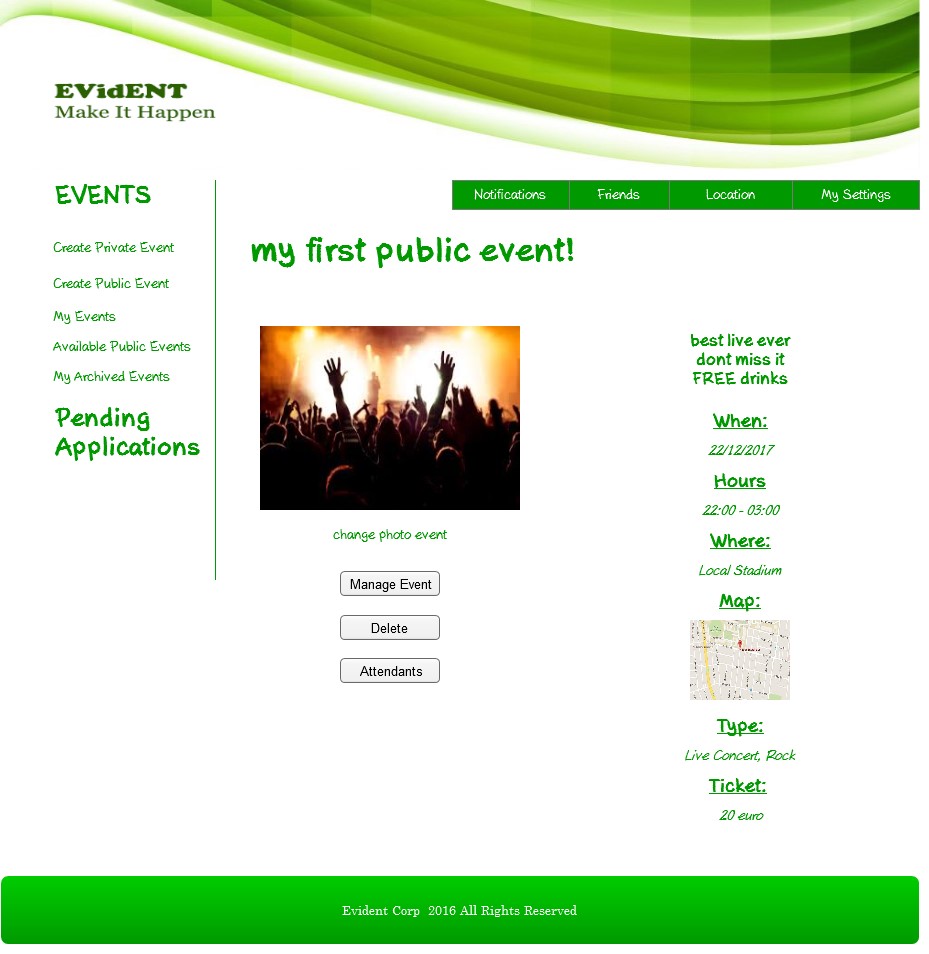 EVidENT
Make It Happen
EVENTS
Create Private Event
Create Public Event
My Events
Available Public Events
My Archived Events
Pending
Applications
Notifications
Friends
Location
My Settings
my first public event!
change photo event
Manage Event
Delete
Attendants
best live ever
dont miss it
FREE drinks
When:
22/12/2017
Hours
22:00 - 03:00
Where:
Local Stadium
Map:
Type:
Live Concert, Rock
Ticket:
20 euro
Evident Corp  2016 All Rights Reserved